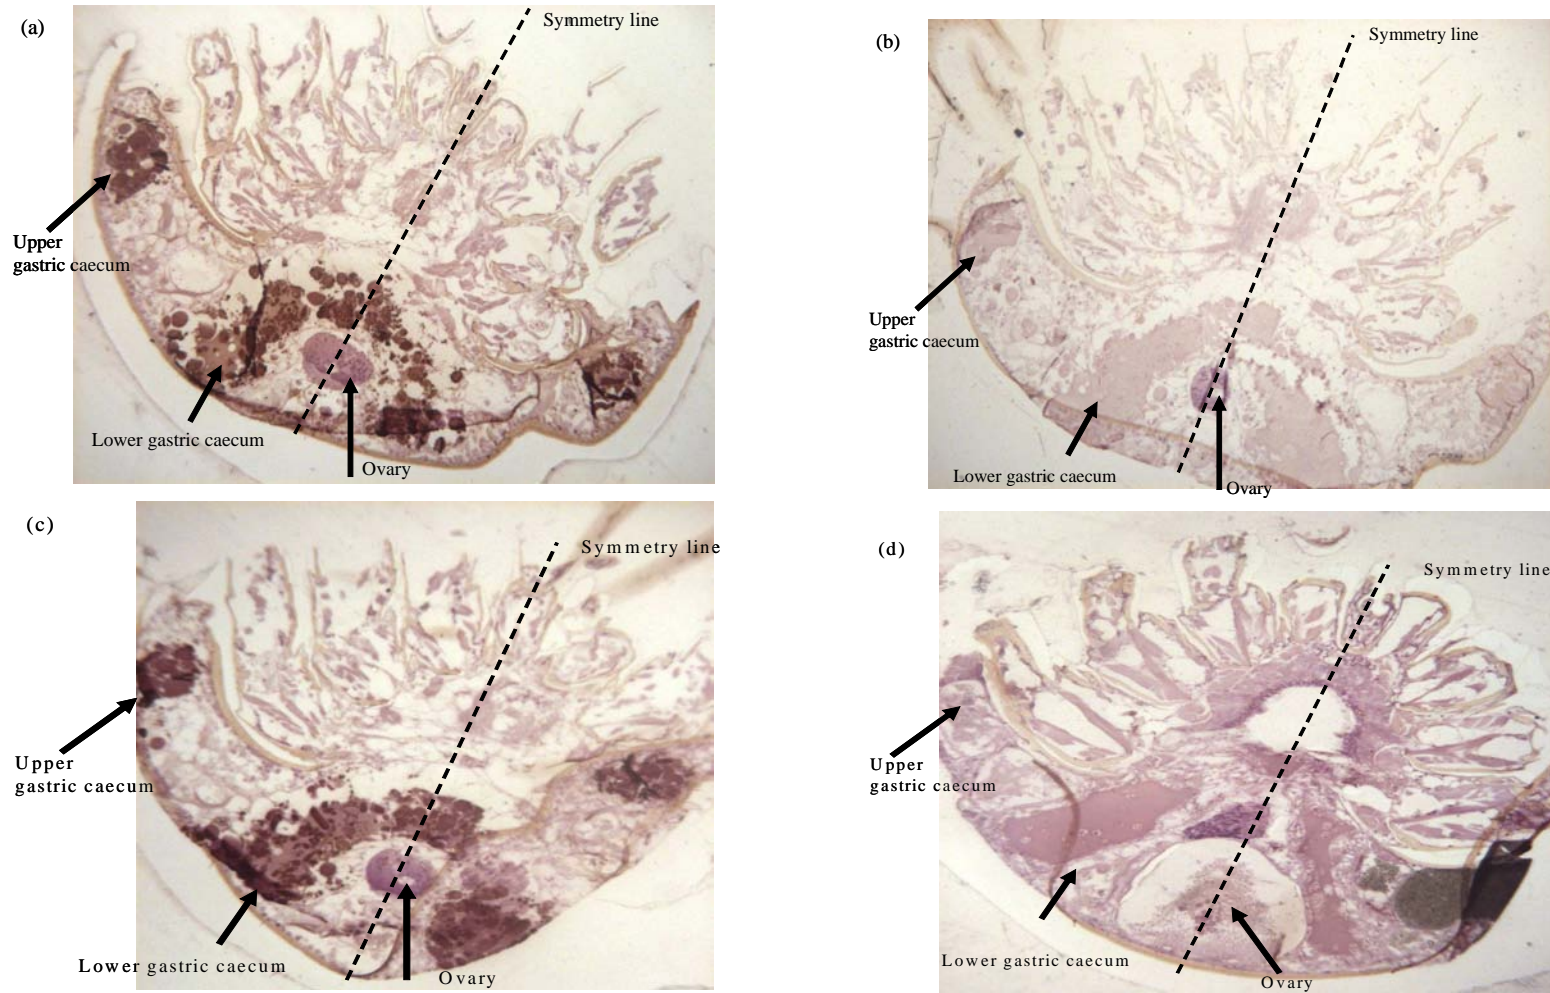 (a)
Symmetry line
Upper
gastric caecum
Lower gastric caecum
Ovary
(b)
Symmetry line
Upper
gastric caecum
Lower gastric caecum
Ovary
(c)
Symmetry line
Upper
gastric caecum
Lower gastric caecum
Ovary
(d)
Symmetry line
Upper
gastric caecum
Lower gastric caecum
Ovary